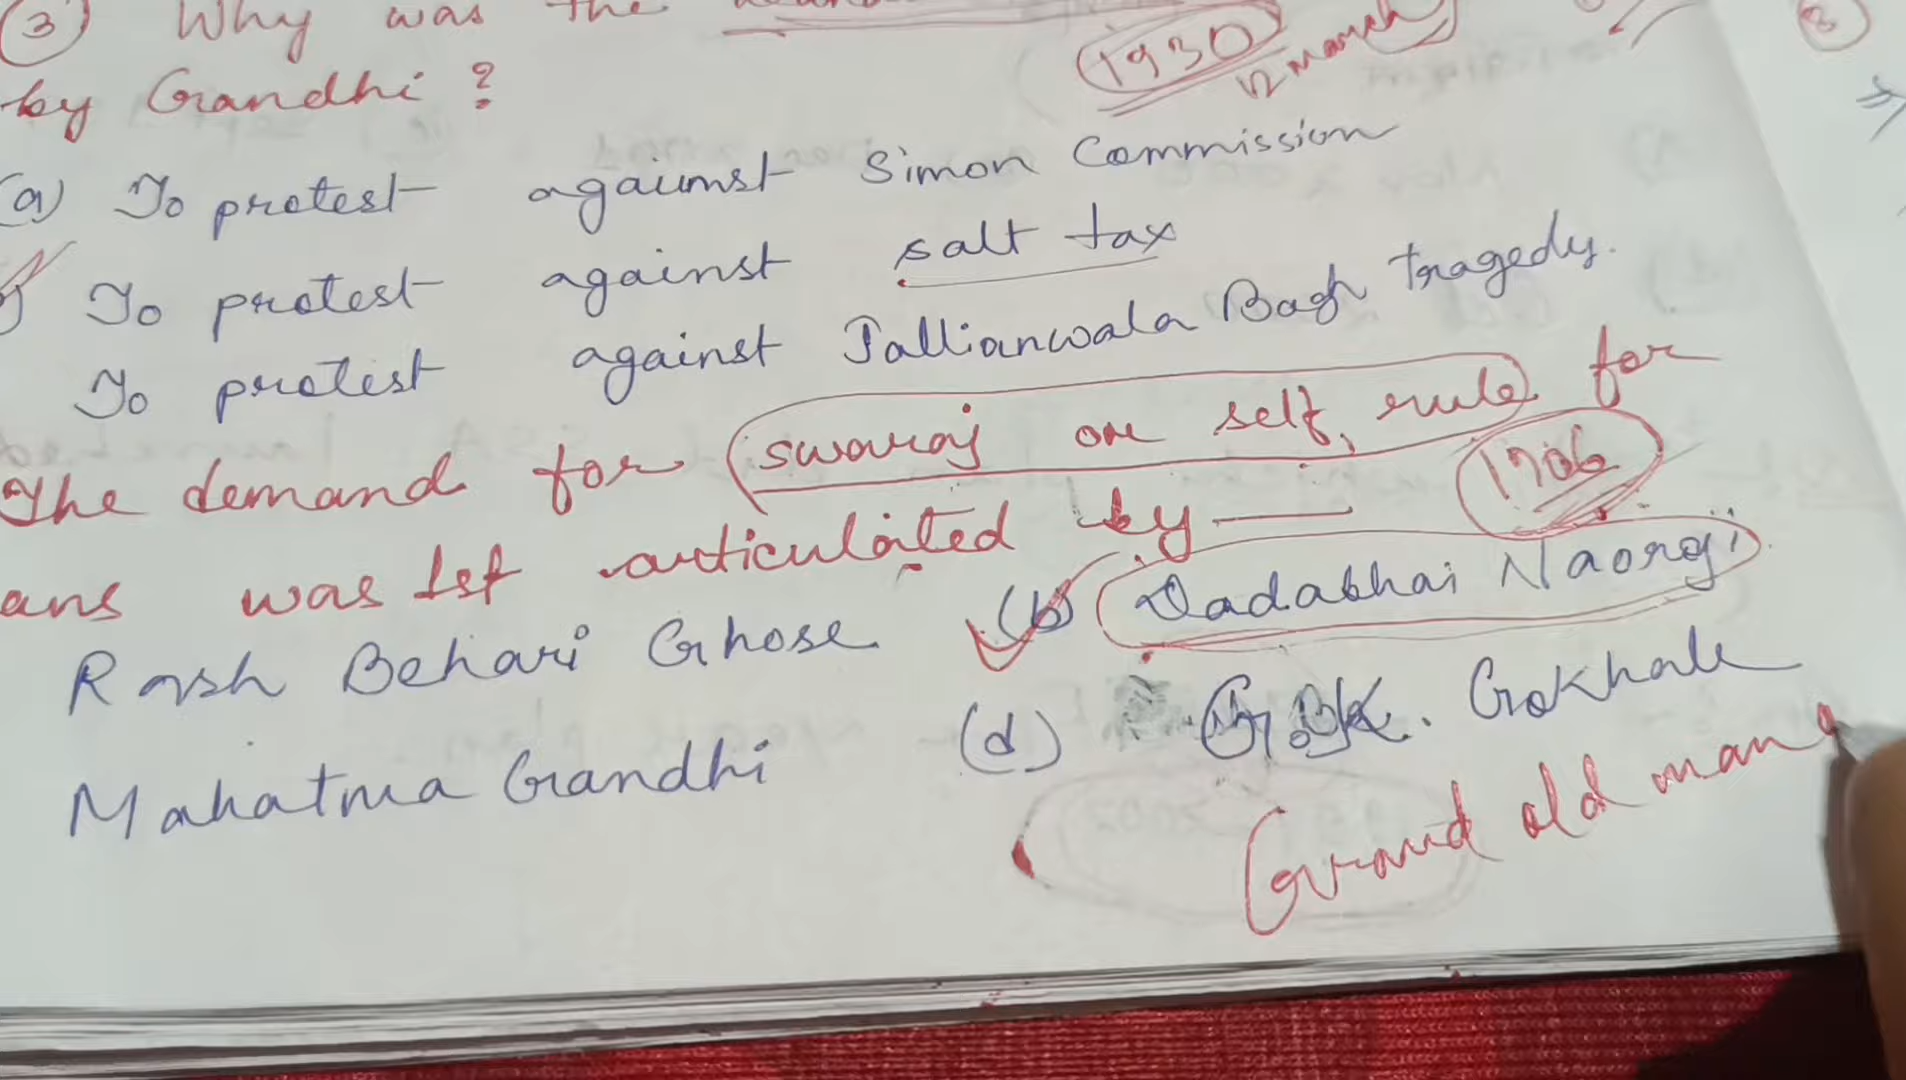 (3) Why was the
1930
12 March
by Gandhi ?
(a) To protest against Simon Commission
To protest against salt tax
To protest against Jallianwala Bagh tragedy.
The demand for swaraj or self, rule for
1906
ans was 1st articulated by —
Rash Behari Ghose (b) Dadabhai Naoroji
Mahatma Gandhi (d) G.K. Gokhale
Grand old man
3